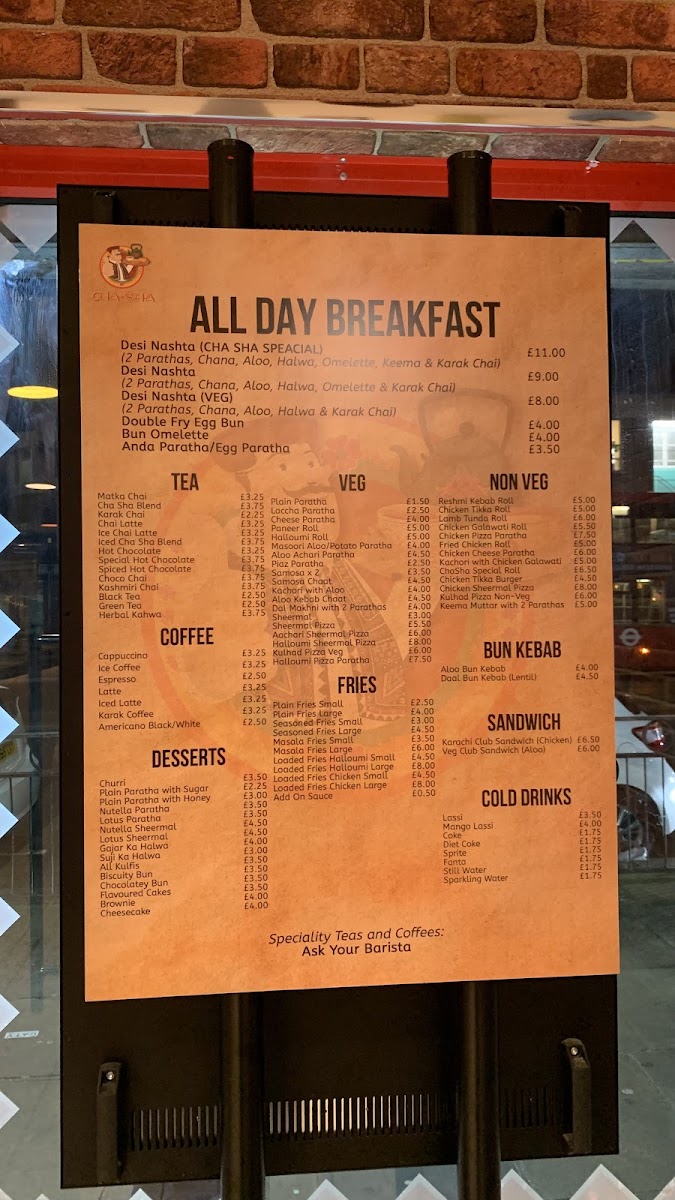 CHA-SHA
ALL DAY BREAKFAST
Desi Nashta (CHA SHA SPEACIAL) £11.00
(2 Parathas, Chana, Aloo, Halwa, Omelette, Keema & Karak Chai)
Desi Nashta £9.00
(2 Parathas, Chana, Aloo, Halwa, Omelette & Karak Chai)
Desi Nashta (VEG) £8.00
(2 Parathas, Chana, Aloo, Halwa & Karak Chai)
Double Fry Egg Bun £4.00
Bun Omelette £4.00
Anda Paratha/Egg Paratha £3.50
TEA
Matka Chai £3.25
Cha Sha Blend £3.75
Karak Chai £2.25
Chai Latte £3.25
Ice Chai Latte £3.25
Iced Cha Sha Blend £3.75
Hot Chocolate £3.25
Special Hot Chocolate £3.75
Spiced Hot Chocolate £3.75
Choco Chai £3.75
Kashmiri Chai £3.75
Black Tea £2.50
Green Tea £2.50
Herbal Kahwa £3.75
COFFEE
Cappuccino £3.25
Ice Coffee £3.25
Espresso £2.50
Latte £3.25
Iced Latte £3.25
Karak Coffee £3.25
Americano Black/White £2.50
DESSERTS
Churri £3.50
Plain Paratha with Sugar £2.25
Plain Paratha with Honey £3.00
Nutella Paratha £3.50
Lotus Paratha £3.50
Nutella Sheermal £4.50
Lotus Sheermal £4.50
Gajar Ka Halwa £4.00
Suji Ka Halwa £3.00
All Kulfis £3.50
Biscuity Bun £3.50
Chocolatey Bun £3.50
Flavoured Cakes £3.50
Brownie £4.00
Cheesecake £4.00
VEG
Plain Paratha £1.50
Laccha Paratha £2.50
Cheese Paratha £4.00
Paneer Roll £5.00
Halloumi Roll £5.00
Masoori Aloo/Potato Paratha £4.00
Aloo Achari Paratha £4.50
Piaz Paratha £2.50
Samosa x 2 £3.50
Samosa Chaat £4.50
Kachori with Aloo £4.00
Aloo Kebab Chaat £4.50
Dal Makhni with 2 Parathas £4.00
Sheermal £3.00
Sheermal Pizza £5.50
Aachari Sheermal Pizza £6.00
Halloumi Sheermal Pizza £8.00
Kulhad Pizza Veg £6.00
Halloumi Pizza Paratha £7.50
FRIES
Plain Fries Small £2.50
Plain Fries Large £4.00
Seasoned Fries Small £3.00
Seasoned Fries Large £4.50
Masala Fries Small £3.50
Masala Fries Large £6.00
Loaded Fries Halloumi Small £4.50
Loaded Fries Halloumi Large £8.00
Loaded Fries Chicken Small £4.50
Loaded Fries Chicken Large £8.00
Add On Sauce £0.50
NON VEG
Reshmi Kebab Roll £5.00
Chicken Tikka Roll £5.00
Lamb Tunda Roll £6.00
Chicken Galawati Roll £5.50
Chicken Pizza Paratha £7.50
Fried Chicken Roll £5.00
Chicken Cheese Paratha £6.00
Kachori with Chicken Galawati £5.00
ChaSha Special Roll £6.50
Chicken Tikka Burger £4.50
Chicken Sheermal Pizza £8.00
Kulhad Pizza Non-Veg £6.00
Keema Muttar with 2 Parathas £5.00
BUN KEBAB
Aloo Bun Kebab £4.00
Daal Bun Kebab (Lentil) £4.50
SANDWICH
Karachi Club Sandwich (Chicken) £6.50
Veg Club Sandwich (Aloo) £6.00
COLD DRINKS
Lassi £3.50
Mango Lassi £4.00
Coke £1.75
Diet Coke £1.75
Sprite £1.75
Fanta £1.75
Still Water £1.75
Sparkling Water £1.75
Speciality Teas and Coffees:
Ask Your Barista